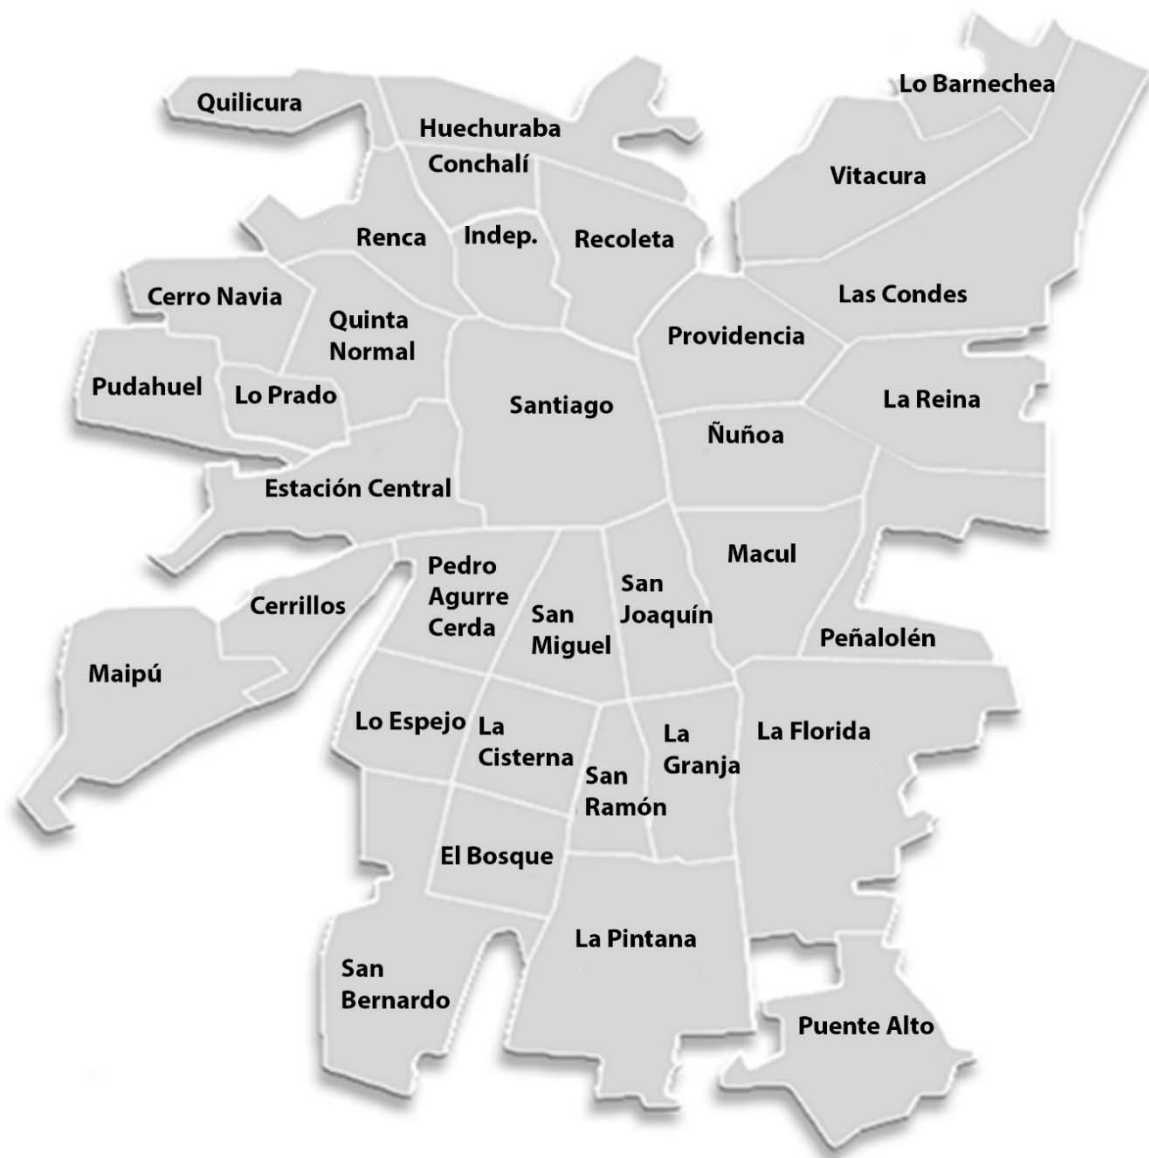 Lo Barnechea
Quilicura
Huechuraba
Conchalí
Vitacura
Renca
Indep.
Recoleta
Cerro Navia
Las Condes
Quinta
Normal
Providencia
Pudahuel
Lo Prado
Santiago
La Reina
Ñuñoa
Estación Central
Macul
Pedro
Agurre
Cerda
San
Joaquín
Cerrillos
San
Miguel
Peñalolén
Maipú
Lo Espejo
La
Cisterna
La
Granja
La Florida
San
Ramón
El Bosque
La Pintana
San
Bernardo
Puente Alto